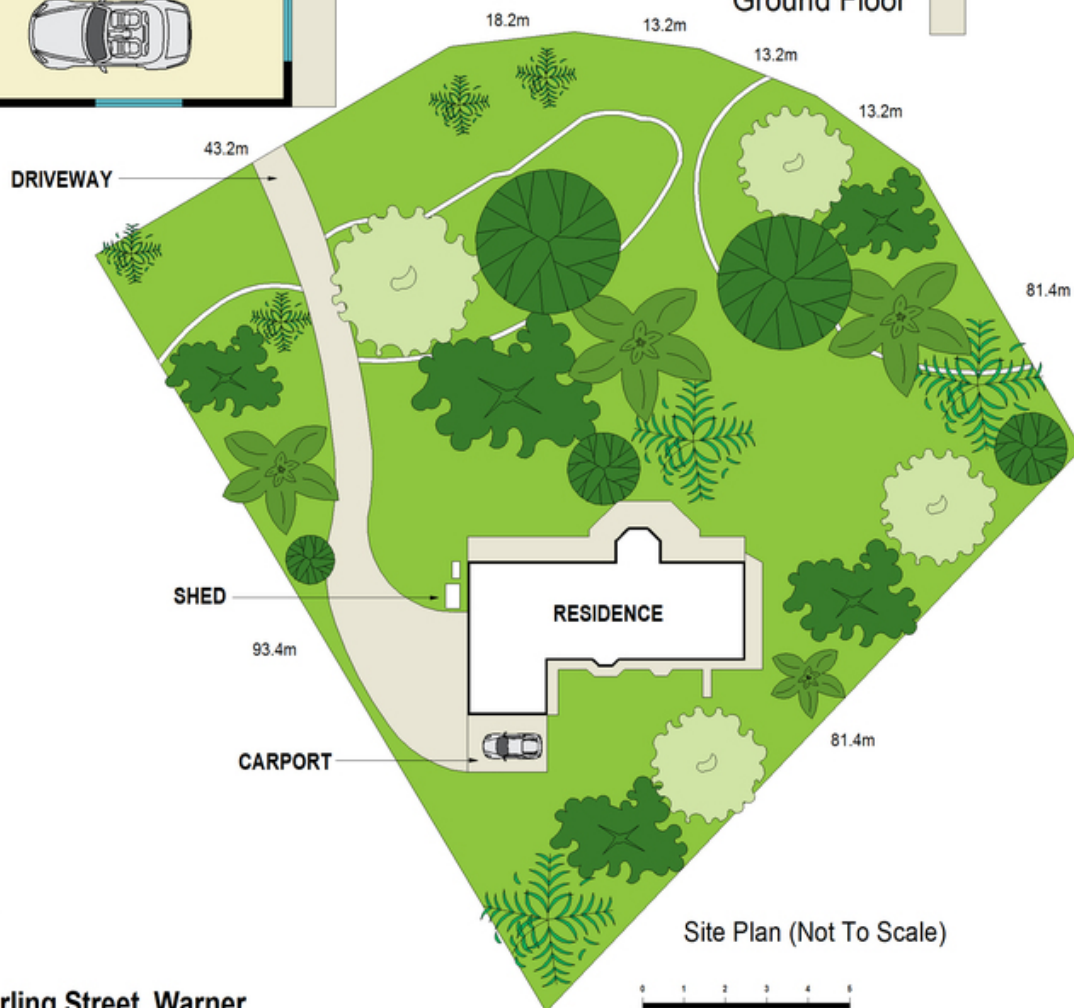 Ground Floor
18.2m
13.2m
13.2m
13.2m
43.2m
DRIVEWAY
81.4m
SHED
RESIDENCE
93.4m
81.4m
CARPORT
Site Plan (Not To Scale)
0 1 2 3 4 5
Street, Warner